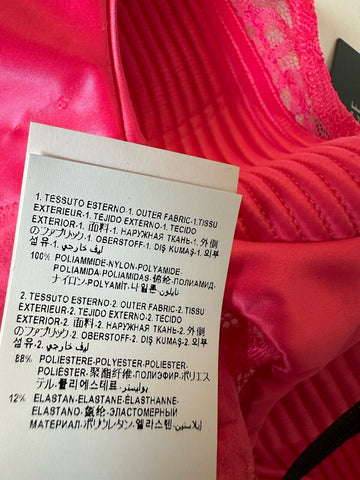 1. TESSUTO ESTERNO-1. OUTER FABRIC-1.TISSU
EXTERIEUR-1. TEJIDO EXTERNO-1. TECIDO
EXTERIOR-1. 面料-1. НАРУЖНАЯ ТКАНЬ-1. 外側
のファブリック-1. OBERSTOFF-1. DIŞ KUMAŞ-1. 외부
섬유-1. ليف خارجي
100% POLIAMMIDE-NYLON-POLYAMIDE-
POLIAMIDA-POLIAMIDAS-锦纶-ПОЛИАМИД-
ナイロン-POLYAMİT-나일론-نايلون
2. TESSUTO ESTERNO-2. OUTER FABRIC-2.TISSU
EXTERIEUR-2. TEJIDO EXTERNO-2. TECIDO
EXTERIOR-2. 面料-2. НАРУЖНАЯ ТКАНЬ-2. 外側
のファブリック-2. OBERSTOFF-2. DIŞ KUMAŞ-2. 외부
섬유-2. ليف خارجي
88% POLIESTERE-POLYESTER-POLIESTER-
POLIÉSTER-聚酯纤维-ПОЛИЭФИР-ポリエス
テル-폴리에스테르-بوليستر
12% ELASTAN-ELASTANE-ÉLASTHANNE-
ELASTANO-氨纶-ЭЛАСТОМЕРНЫЙ
МАТЕРИАЛ-ポリウレタン-엘라스텐-إيلاستين